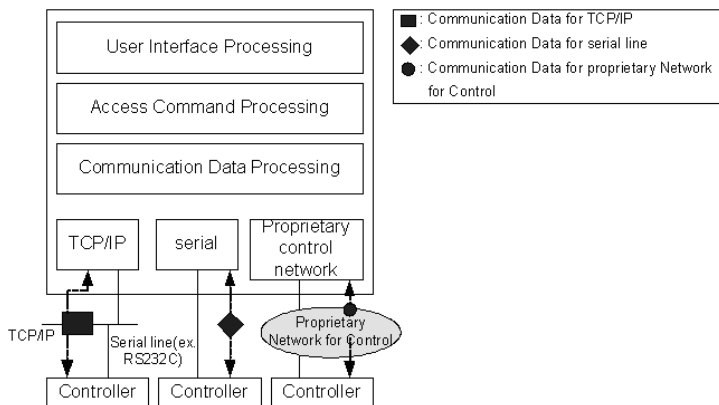 User Interface Processing
Access Command Processing
Communication Data Processing
TCP/IP
serial
Proprietary
control
network
TCP/IP
Serial line(ex.
RS232C)
Proprietary
Network for Control
Controller
Controller
Controller
: Communication Data for TCP/IP
: Communication Data for serial line
: Communication Data for proprietary Network
for Control